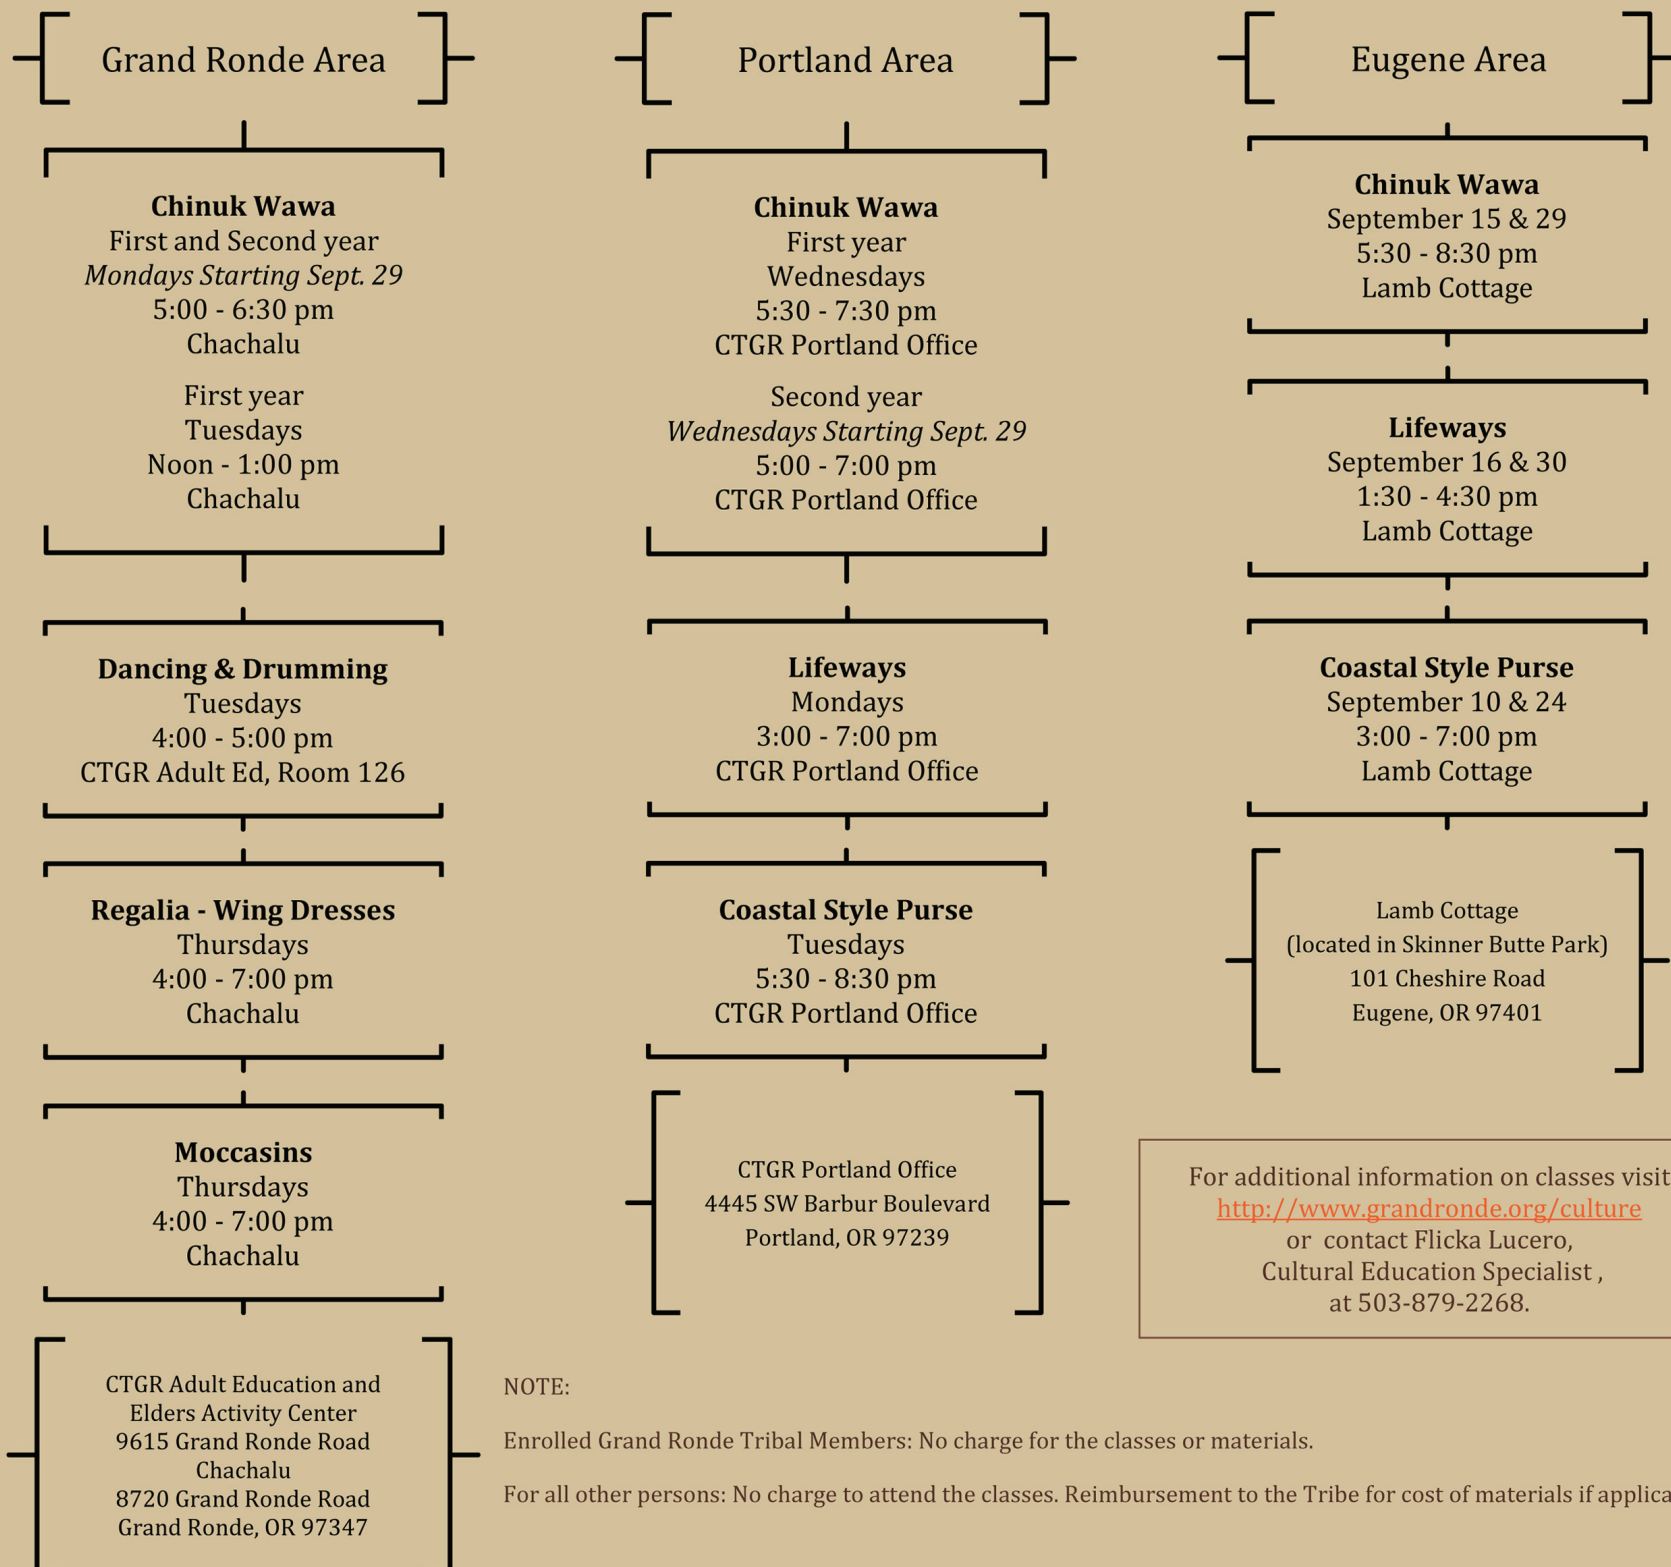 Grand Ronde Area
Chinuk Wawa
First and Second year
Mondays Starting Sept. 29
5:00 - 6:30 pm
Chachalu
First year
Tuesdays
Noon - 1:00 pm
Chachalu
Dancing & Drumming
Tuesdays
4:00 - 5:00 pm
CTGR Adult Ed, Room 126
Regalia - Wing Dresses
Thursdays
4:00 - 7:00 pm
Chachalu
Moccasins
Thursdays
4:00 - 7:00 pm
Chachalu
CTGR Adult Education and
Elders Activity Center
9615 Grand Ronde Road
Chachalu
8720 Grand Ronde Road
Grand Ronde, OR 97347
Portland Area
Chinuk Wawa
First year
Wednesdays
5:30 - 7:30 pm
CTGR Portland Office
Second year
Wednesdays Starting Sept. 29
5:00 - 7:00 pm
CTGR Portland Office
Lifeways
Mondays
3:00 - 7:00 pm
CTGR Portland Office
Coastal Style Purse
Tuesdays
5:30 - 8:30 pm
CTGR Portland Office
CTGR Portland Office
4445 SW Barbur Boulevard
Portland, OR 97239
Eugene Area
Chinuk Wawa
September 15 & 29
5:30 - 8:30 pm
Lamb Cottage
Lifeways
September 16 & 30
1:30 - 4:30 pm
Lamb Cottage
Coastal Style Purse
September 10 & 24
3:00 - 7:00 pm
Lamb Cottage
Lamb Cottage
(located in Skinner Butte Park)
101 Cheshire Road
Eugene, OR 97401
For additional information on classes visit
http://www.grandronde.org/culture
or contact Flicka Lucero,
Cultural Education Specialist ,
at 503-879-2268.
NOTE:
Enrolled Grand Ronde Tribal Members: No charge for the classes or materials.
For all other persons: No charge to attend the classes. Reimbursement to the Tribe for cost of materials if